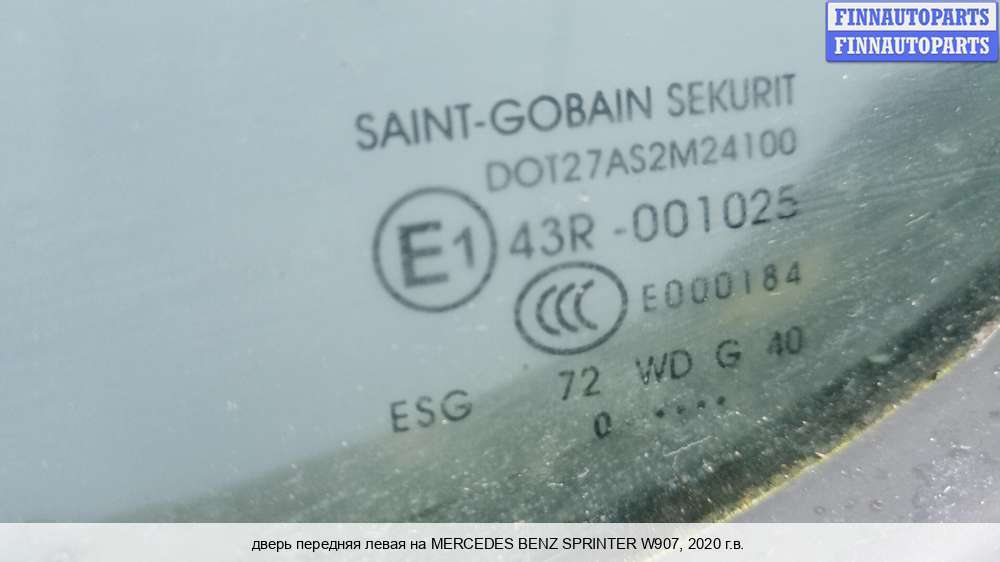 FINNAUTOPARTS
FINNAUTOPARTS
SAINT-GOBAIN SEKURIT
DOT27AS2M24100
E1 43R -001025
CCC E000184
ESG 72 WD G 40
0 ····
дверь передняя левая на MERCEDES BENZ SPRINTER W907, 2020 г.в.